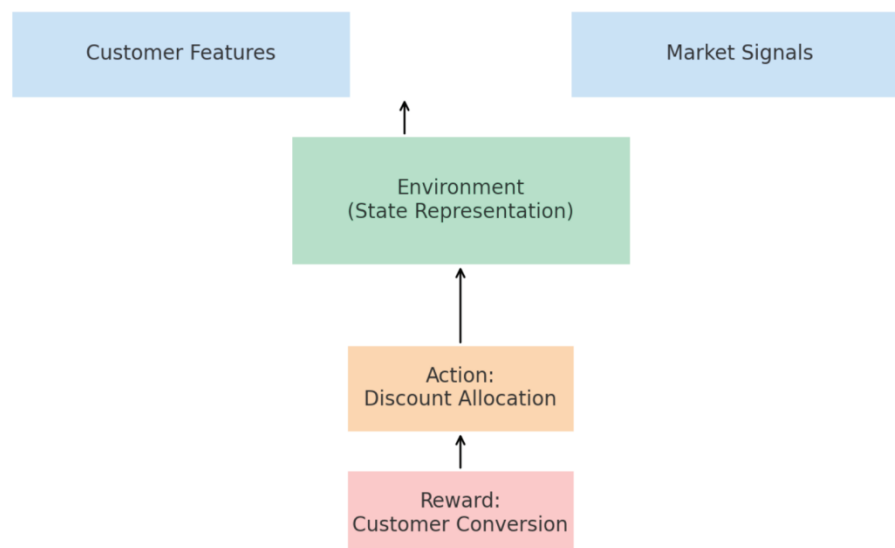 Customer Features
Market Signals
Environment
(State Representation)
Action:
Discount Allocation
Reward:
Customer Conversion